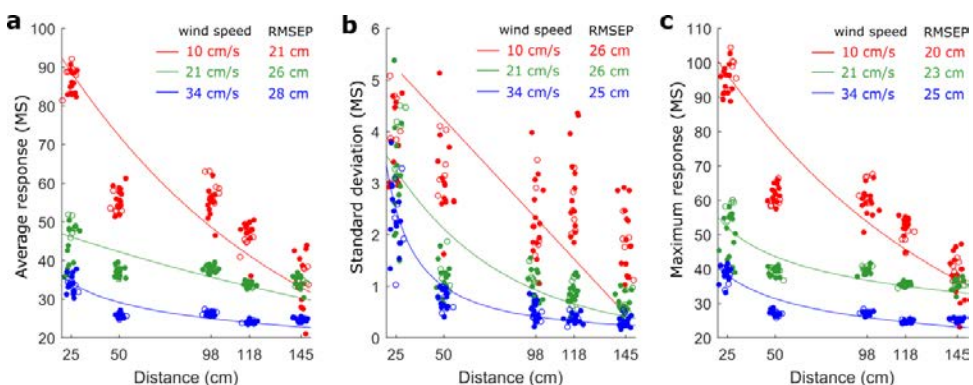 a
wind speed RMSEP
10 cm/s 21 cm
21 cm/s 26 cm
34 cm/s 28 cm
Average response (MS)
100
90
80
70
60
50
40
30
20
25 50 98 118 145
Distance (cm)
b
wind speed RMSEP
10 cm/s 26 cm
21 cm/s 26 cm
34 cm/s 25 cm
Standard deviation (MS)
6
5
4
3
2
1
0
25 50 98 118 145
Distance (cm)
c
wind speed RMSEP
10 cm/s 20 cm
21 cm/s 23 cm
34 cm/s 25 cm
Maximum response (MS)
110
100
90
80
70
60
50
40
30
20
25 50 98 118 145
Distance (cm)